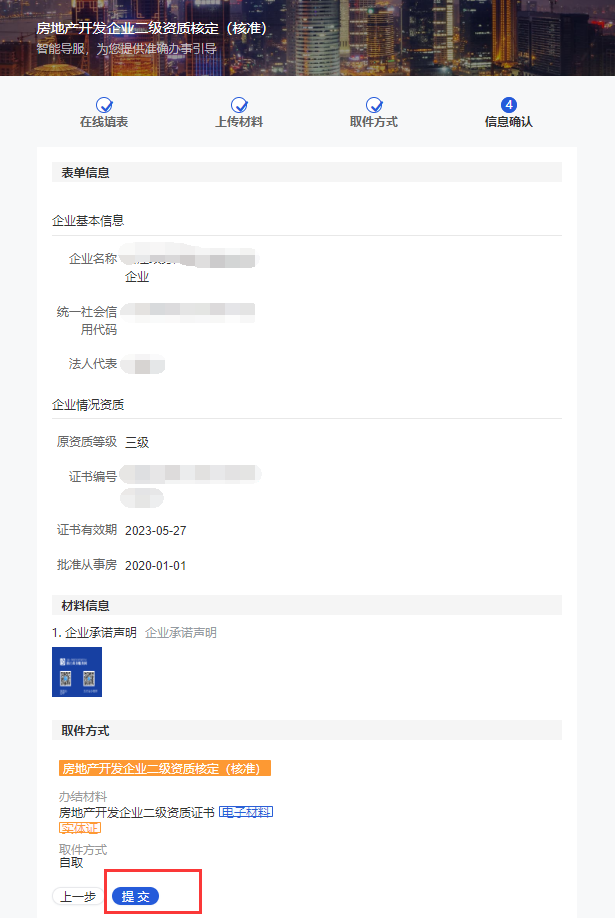 房地产开发企业二级资质核定（核准）
智能导服，为您提供准确办事引导
4
在线填表 上传材料 取件方式 信息确认
表单信息
企业基本信息
企业名称
企业
统一社会信
用代码
法人代表
企业情况资质
原资质等级 三级
证书编号
证书有效期 2023-05-27
批准从事房 2020-01-01
材料信息
1. 企业承诺声明 企业承诺声明
取件方式
房地产开发企业二级资质核定（核准）
办结材料
房地产开发企业二级资质证书 电子材料
实体证
取件方式
自取
上一步 提 交